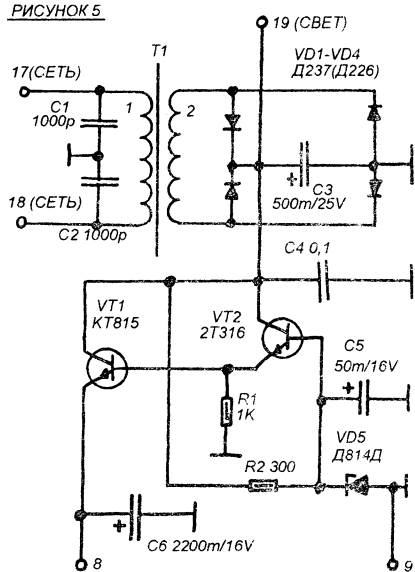 РИСУНОК 5
19 (СВЕТ)
17(СЕТЬ)
T1
VD1-VD4
Д237(Д226)
C1
1000p
1
2
C3
500m/25V
18 (СЕТЬ)
C2 1000p
C4 0,1
VT1
КТ815
VT2
2Т316
C5
50m/16V
R1
1K
VD5
Д814Д
R2 300
C6 2200m/16V
8
9